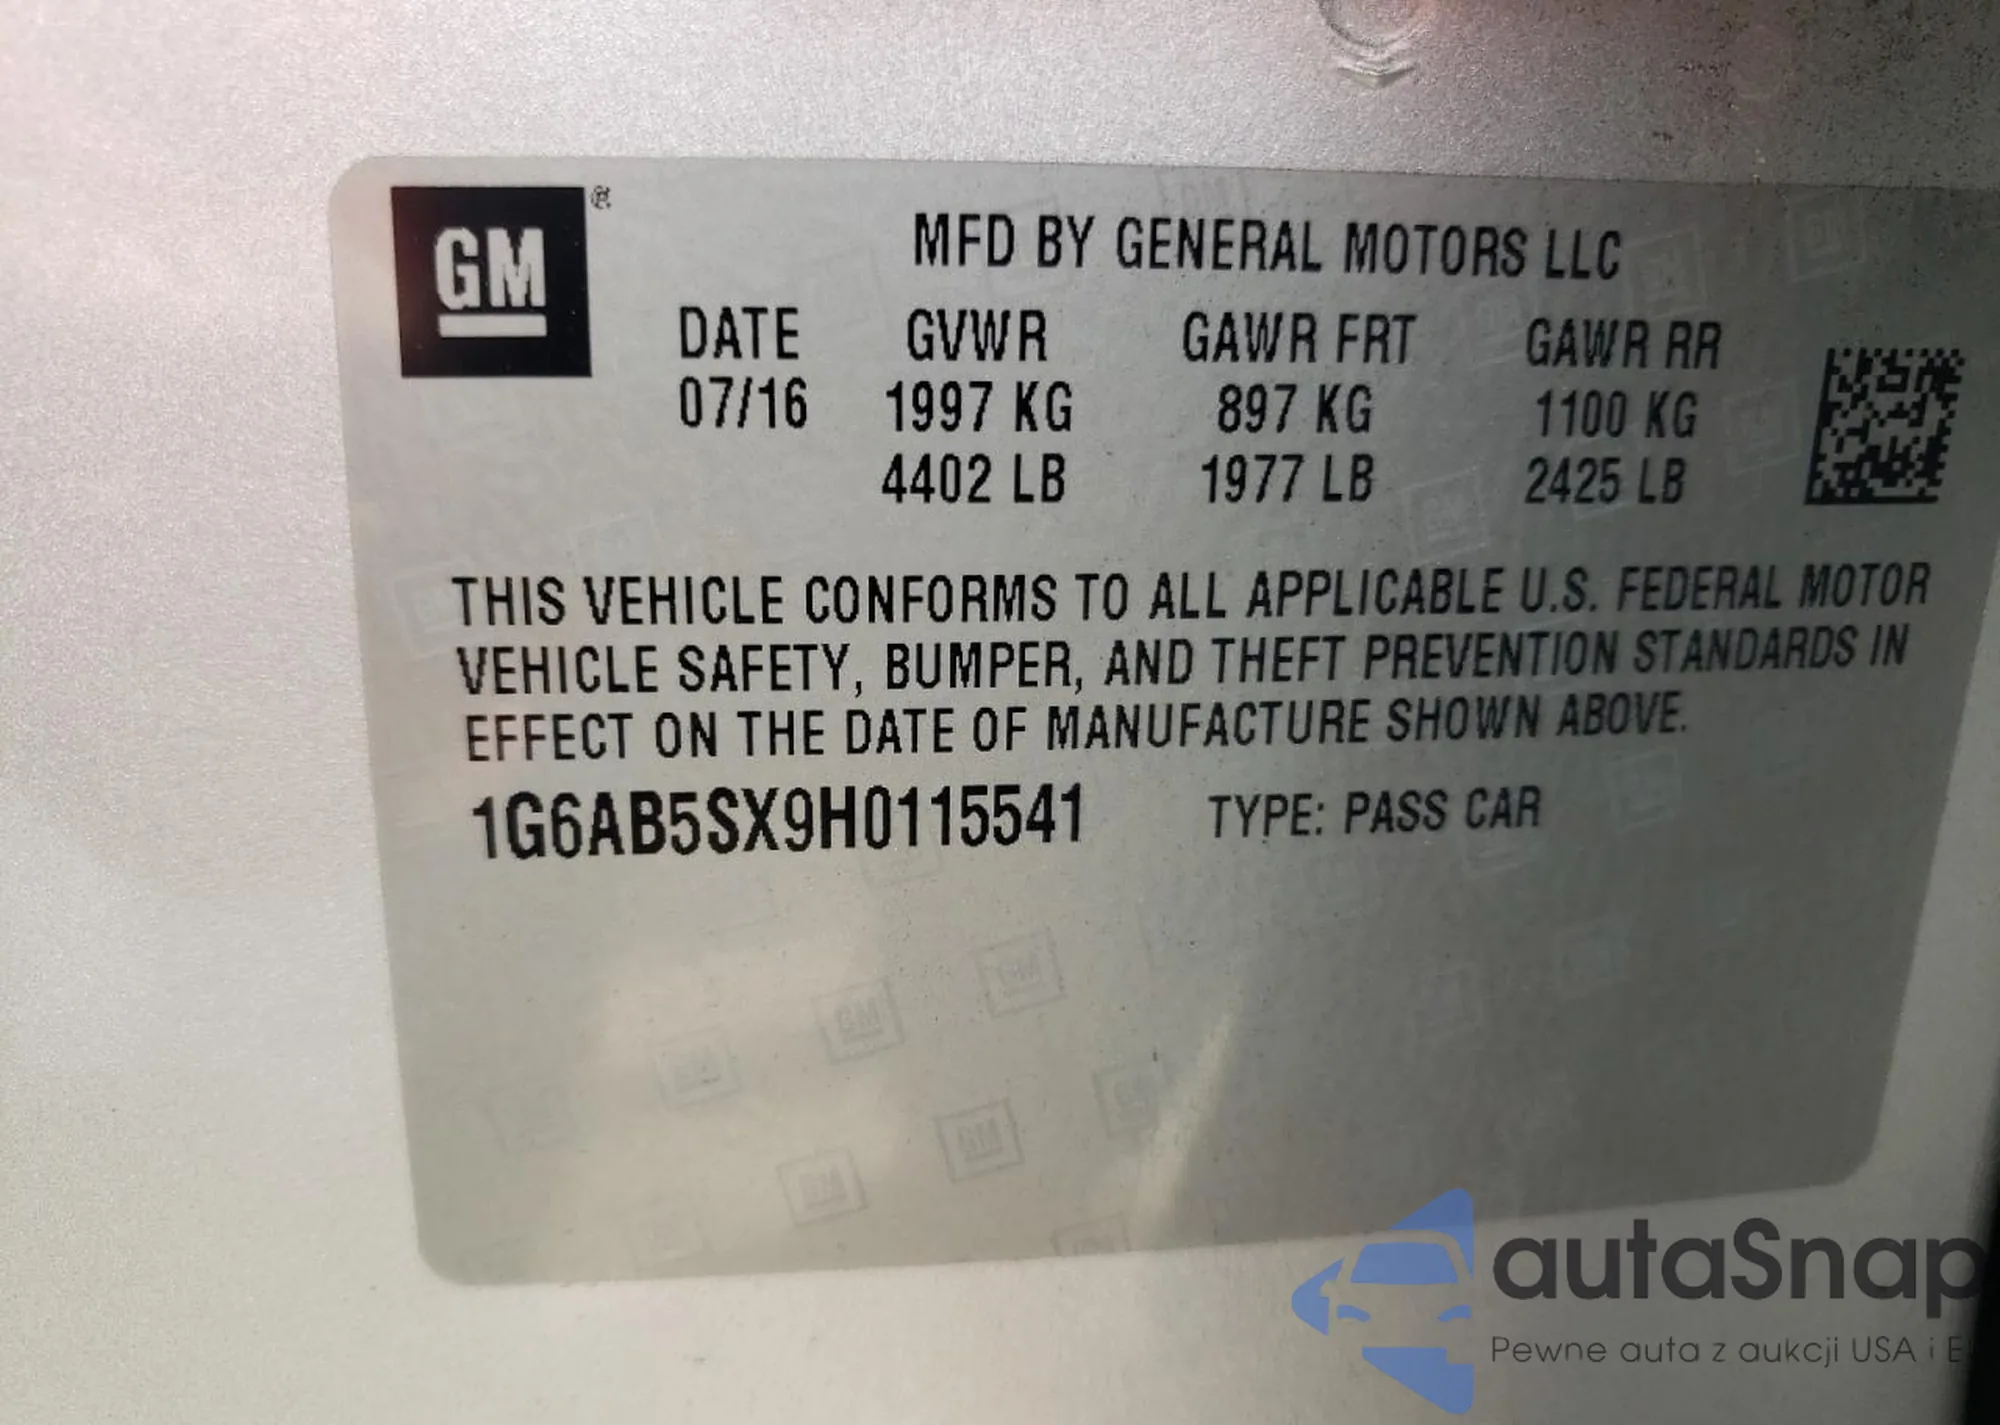 GM ®
MFD BY GENERAL MOTORS LLC
DATE GVWR GAWR FRT GAWR RR
07/16 1997 KG 897 KG 1100 KG
4402 LB 1977 LB 2425 LB
THIS VEHICLE CONFORMS TO ALL APPLICABLE U.S. FEDERAL MOTOR
VEHICLE SAFETY, BUMPER, AND THEFT PREVENTION STANDARDS IN
EFFECT ON THE DATE OF MANUFACTURE SHOWN ABOVE.
1G6AB5SX9H0115541 TYPE: PASS CAR
autaSnap
Pewne auta z aukcji USA i E